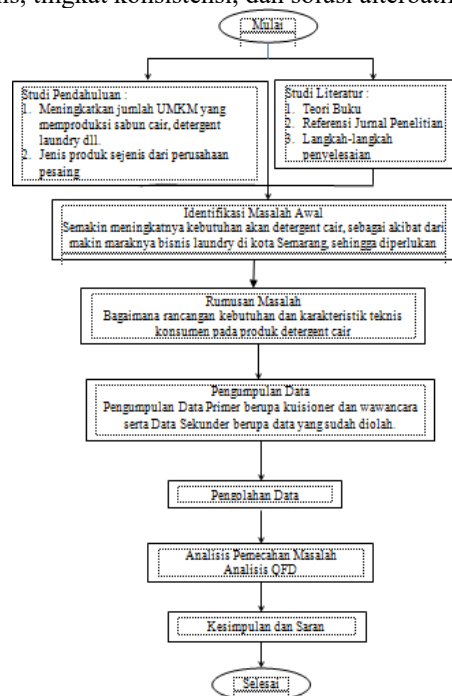 Mulai
Studi Pendahuluan :
1. Meningkatkan jumlah UMKM yang
memproduksi sabun cair, detergent
laundry dll.
2. Jenis produk sejenis dari perusahaan
pesaing
Studi Literatur :
1. Teori Buku
2. Referensi Jurnal Penelitian
3. Langkah-langkah
penyelesaian
Identifikasi Masalah Awal
Semakin meningkatnya kebutuhan akan detergent cair, sebagai akibat dari
makin maraknya bisnis laundry di kota Semarang, sehingga diperlukan
Rumusan Masalah
Bagaimana rancangan kebutuhan dan karakteristik teknis
konsumen pada produk detergent cair
Pengumpulan Data
Pengumpulan Data Primer berupa kuisioner dan wawancara
serta Data Sekunder berupa data yang sudah diolah.
Pengolahan Data
Analisis Pemecahan Masalah
Analisis QFD
Kesimpulan dan Saran
Selesai